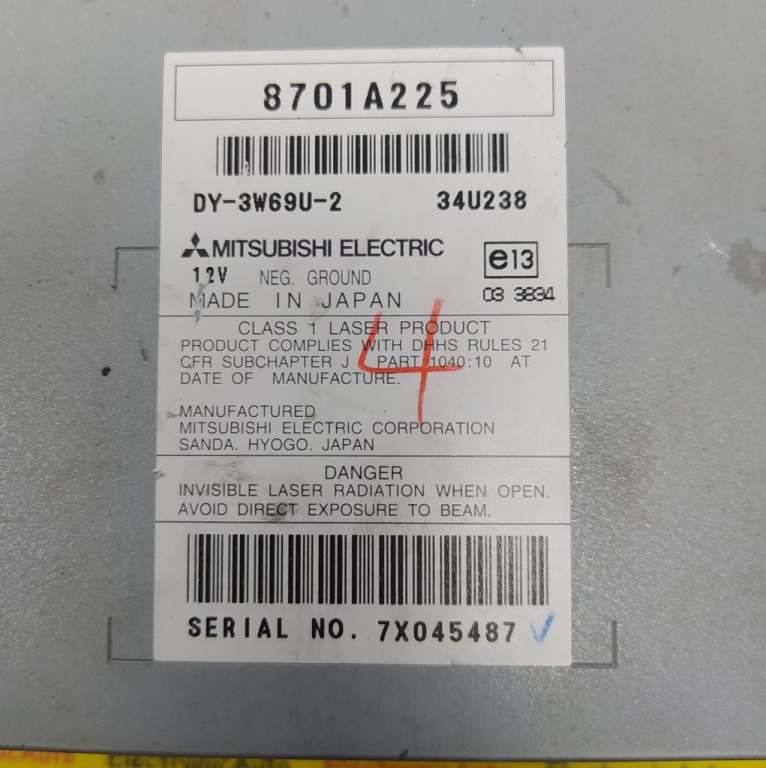 8701A225
DY-3W69U-2 34U238
MITSUBISHI ELECTRIC
e13
12V NEG. GROUND
03 3834
MADE IN JAPAN
CLASS 1 LASER PRODUCT
PRODUCT COMPLIES WITH DHHS RULES 21
CFR SUBCHAPTER J PART 1040:10 AT
DATE OF MANUFACTURE.
4
MANUFACTURED
MITSUBISHI ELECTRIC CORPORATION
SANDA. HYOGO. JAPAN
DANGER
INVISIBLE LASER RADIATION WHEN OPEN.
AVOID DIRECT EXPOSURE TO BEAM.
SERIAL NO. 7X045487